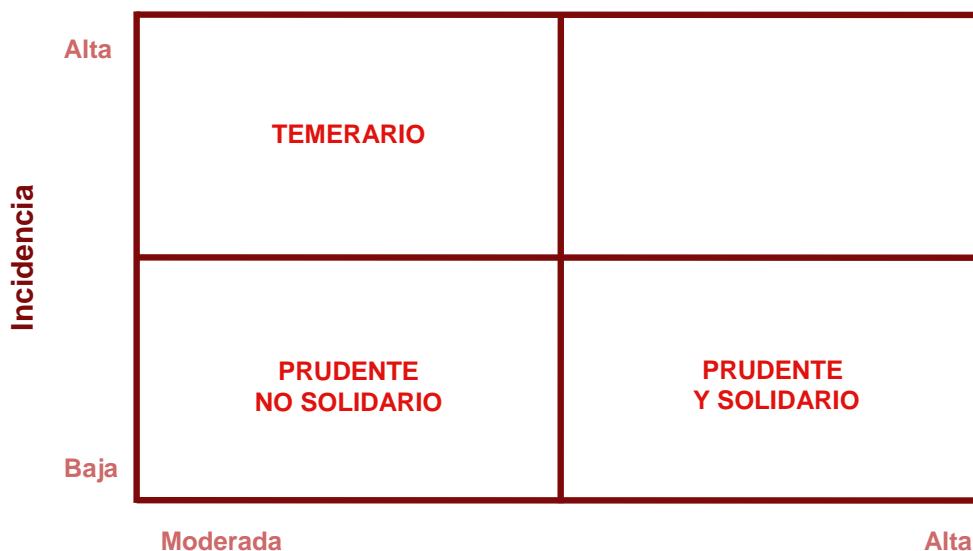 Alta
TEMERARIO
Incidencia
PRUDENTE
NO SOLIDARIO
PRUDENTE
Y SOLIDARIO
Baja
Moderada
Alta